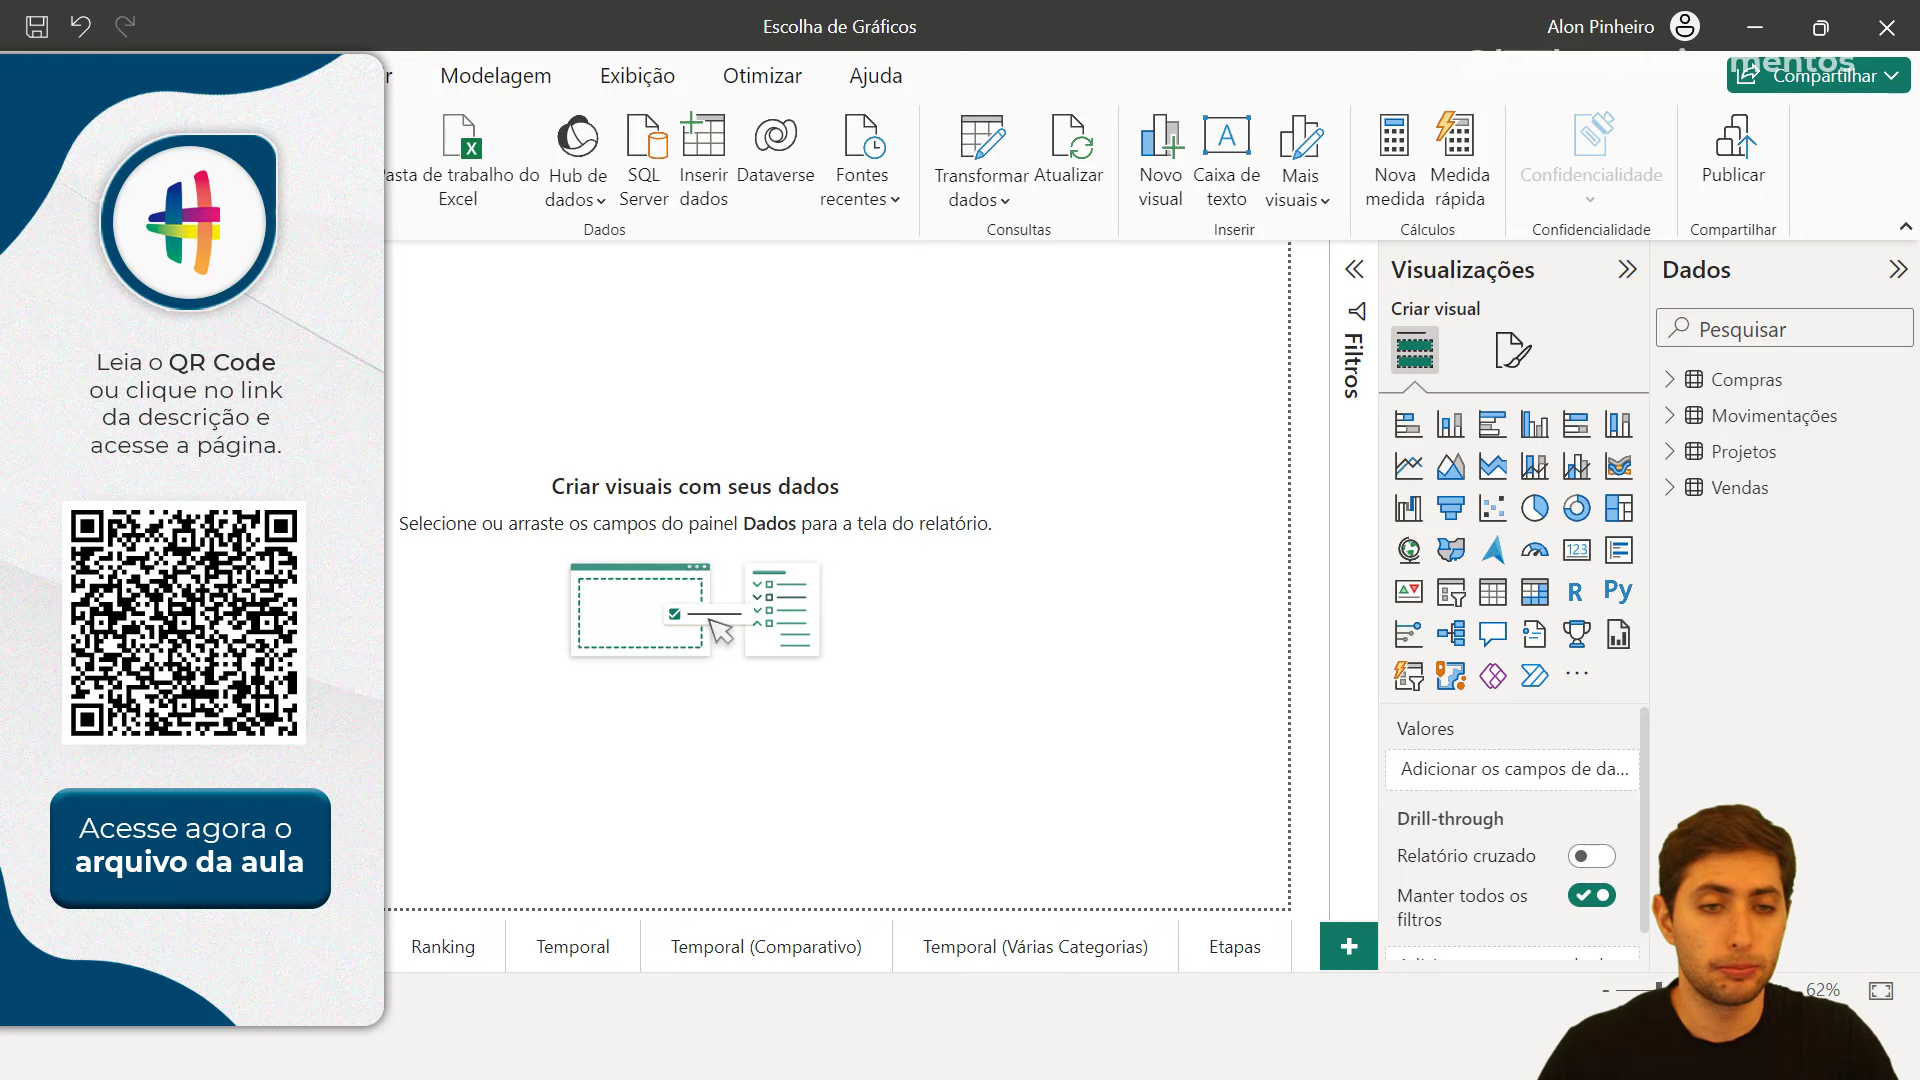 Escolha de Gráficos
Alon Pinheiro
mentos
Modelagem
Exibição
Otimizar
Ajuda
Compartilhar
asta de trabalho do
Excel
Hub de
dados
SQL
Server
Inserir
dados
Dataverse
Fontes
recentes
Transformar
dados
Atualizar
Novo
visual
Caixa de
texto
Mais
visuais
Nova
medida
Medida
rápida
Confidencialidade
Publicar
Dados
Consultas
Inserir
Cálculos
Confidencialidade
Compartilhar
Leia o QR Code
ou clique no link
da descrição e
acesse a página.
Acesse agora o
arquivo da aula
Criar visuais com seus dados
Selecione ou arraste os campos do painel Dados para a tela do relatório.
Filtros
Visualizações
Criar visual
123
R
Py
Valores
Adicionar os campos de da...
Drill-through
Relatório cruzado
Manter todos os
filtros
Dados
Pesquisar
Compras
Movimentações
Projetos
Vendas
Ranking
Temporal
Temporal (Comparativo)
Temporal (Várias Categorias)
Etapas
62%